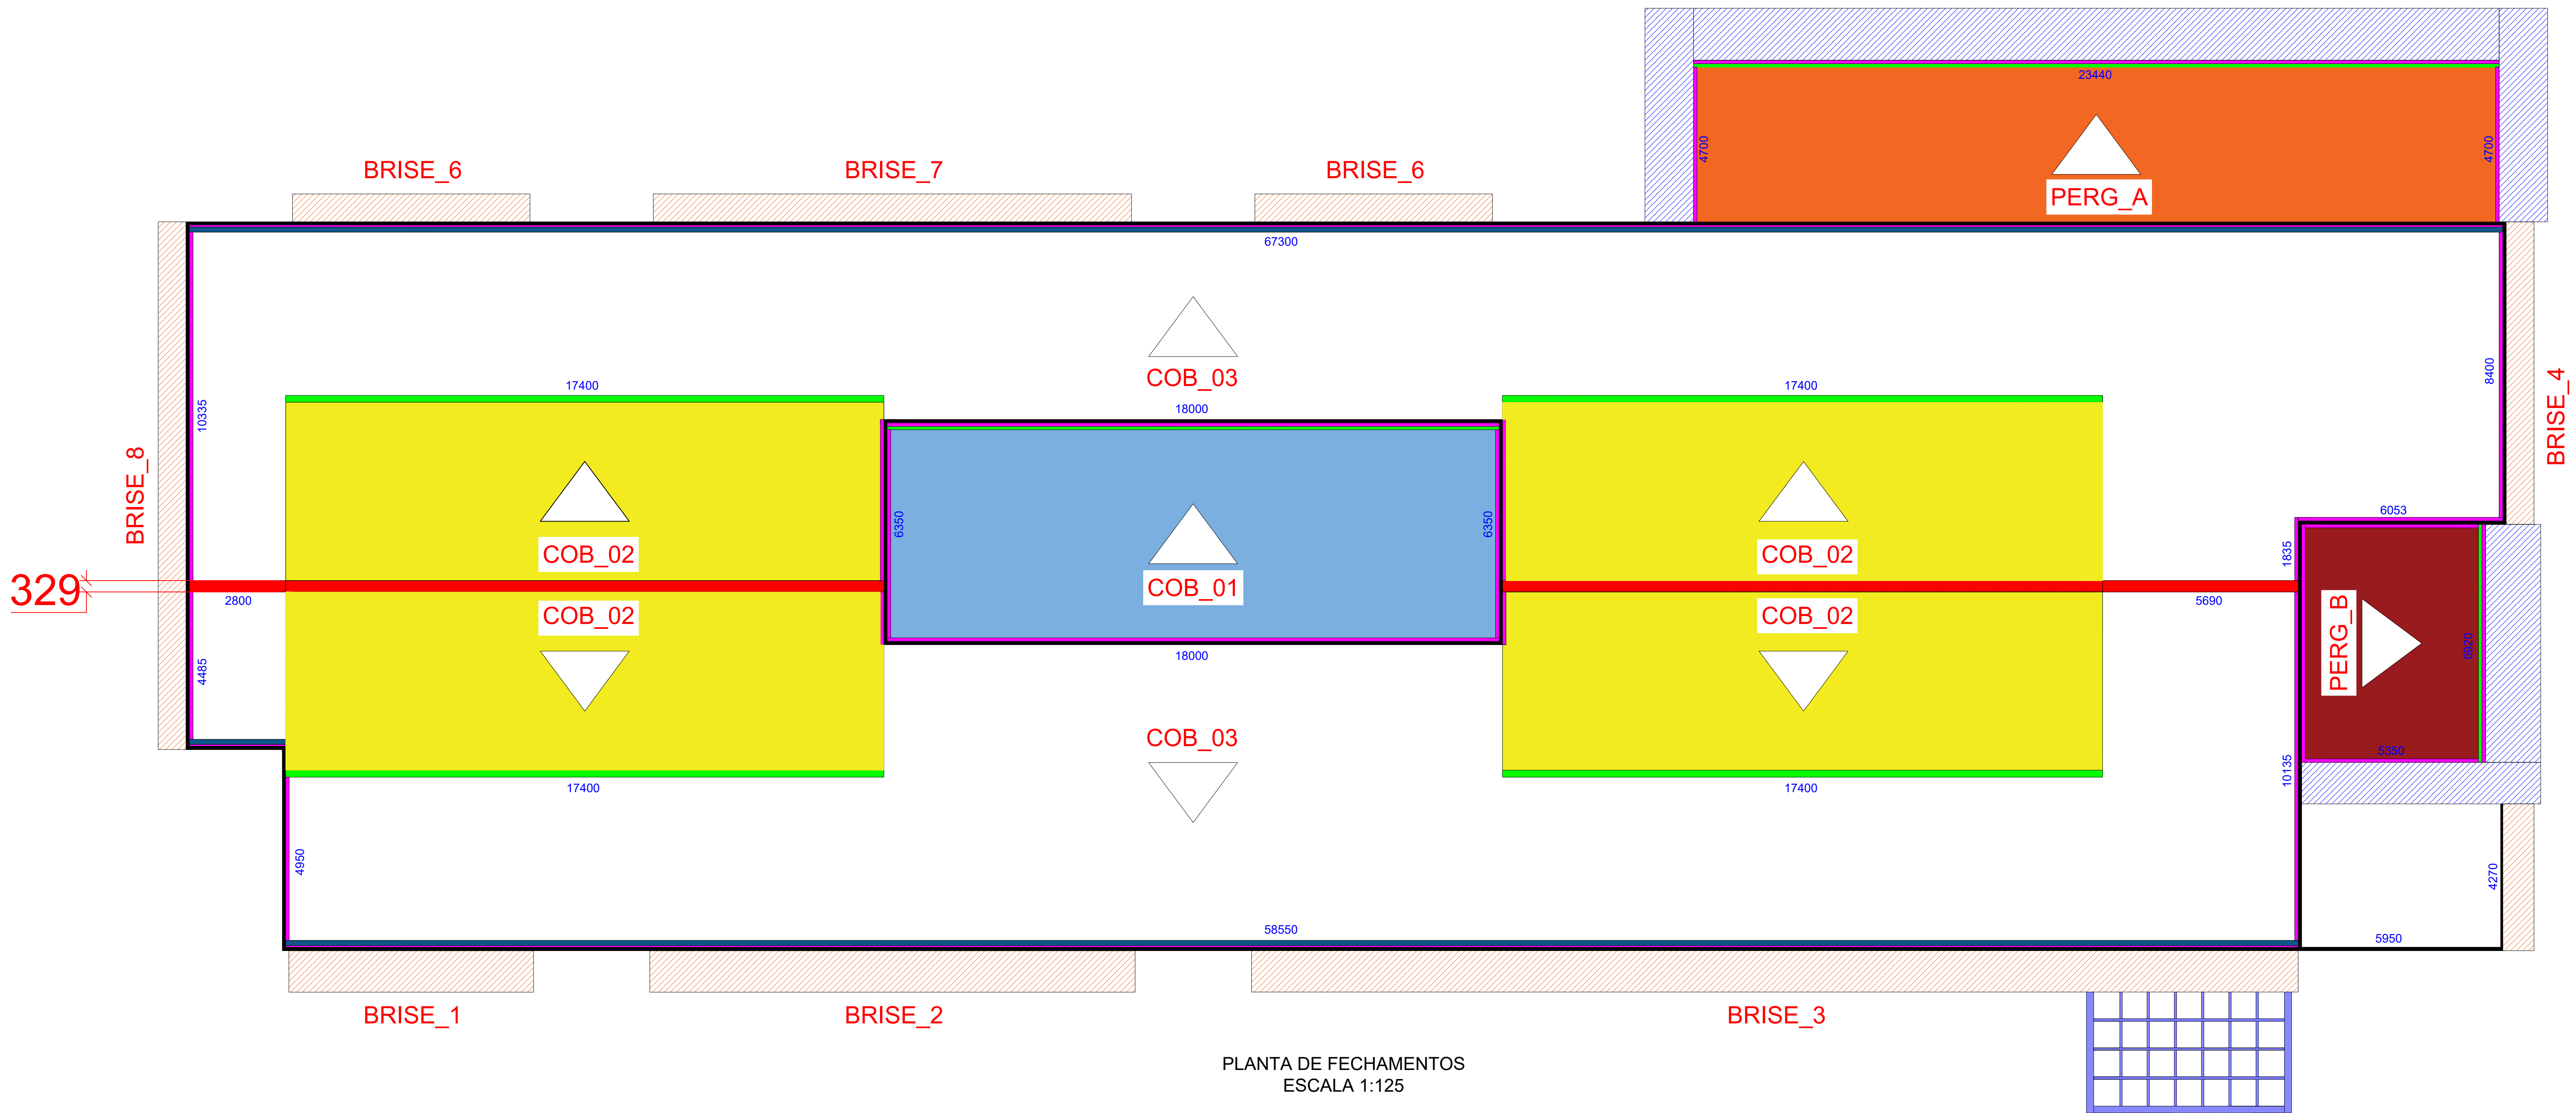 23440
4700
4700
PERG_A
BRISE_6
BRISE_7
BRISE_6
67300
COB_03
BRISE_8
10335
17400
18000
17400
8400
BRISE_4
6350
6350
COB_02
COB_01
COB_02
6053
1835
329
2800
5690
COB_02
COB_02
PERG_B
6920
4485
18000
COB_03
5350
17400
17400
10135
4950
4270
58550
5950
BRISE_1
BRISE_2
BRISE_3
PLANTA DE FECHAMENTOS
ESCALA 1:125